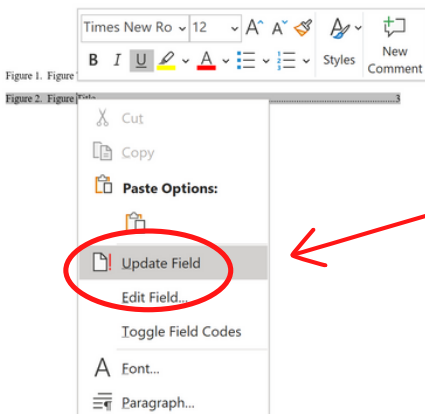 Times New Ro 12 A^ A˅ A
B I U A Styles New Comment
Figure 1. Figure
Figure 2. Figure Title 3
Cut
Copy
Paste Options:
Update Field
Edit Field...
Toggle Field Codes
A Font...
Paragraph...